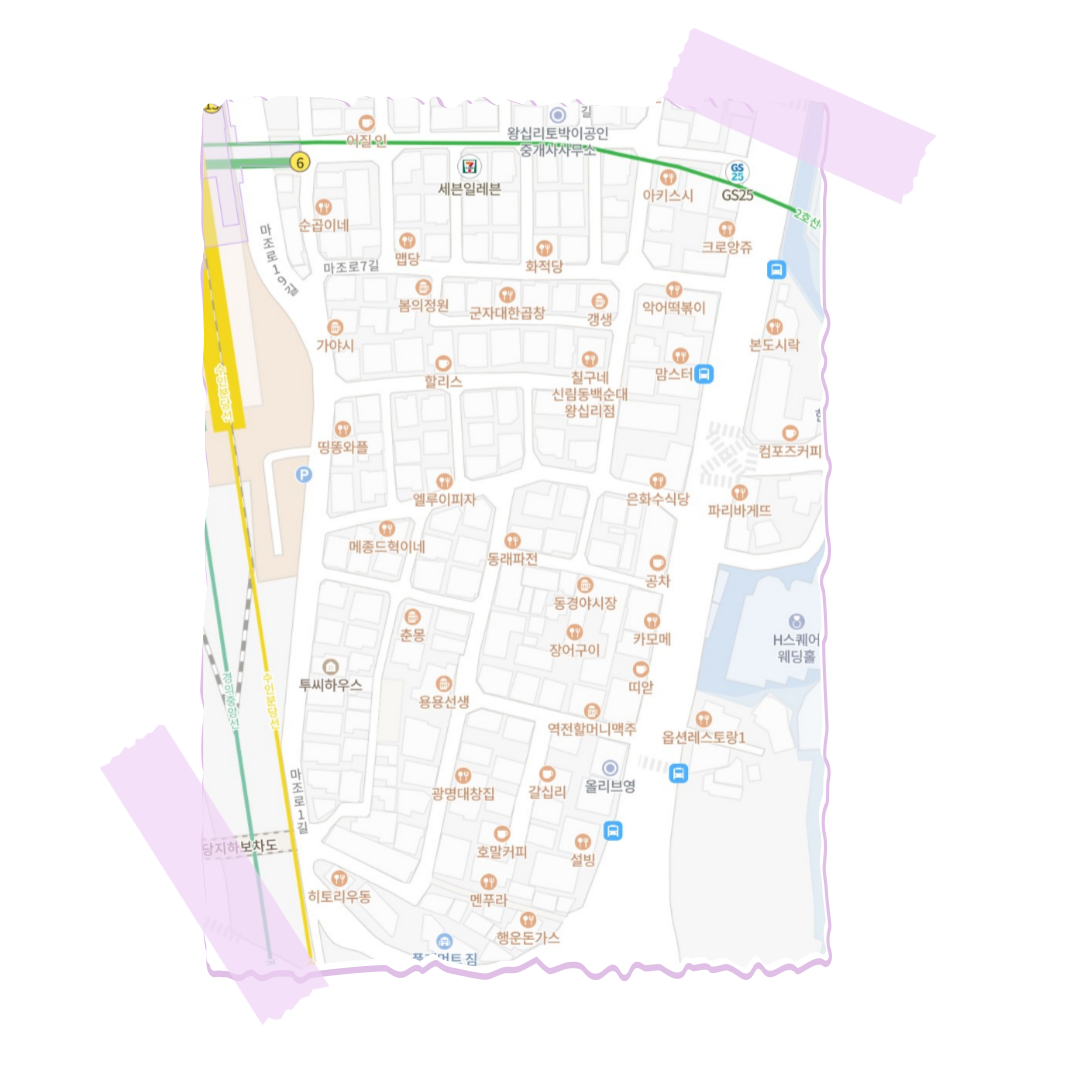 길
어질인
왕십리토박이공인
중개사사무소
6
7
세븐일레븐
GS
25
GS25
아키스시
2호선
순곱이네
크로앙쥬
마조로19길
맵당
화적당
마조로7길
봄의정원
군자대한곱창
갱생
악어떡볶이
가야시
본도시락
할리스
칠구네
신림동백순대
왕십리점
맘스터
수인분당선
띵똥와플
컴포즈커피
P
엘루이피자
은화수식당
파리바게뜨
메종드혁이네
동래파전
공차
동경야시장
춘몽
장어구이
카모메
H스퀘어
웨딩홀
투씨하우스
용용선생
띠앋
경의중앙선
수인분당선
역전할머니맥주
옵션레스토랑1
마조로1길
광명대창집
갈십리
올리브영
당지하보차도
호말커피
설빙
히토리우동
멘푸라
행운돈가스